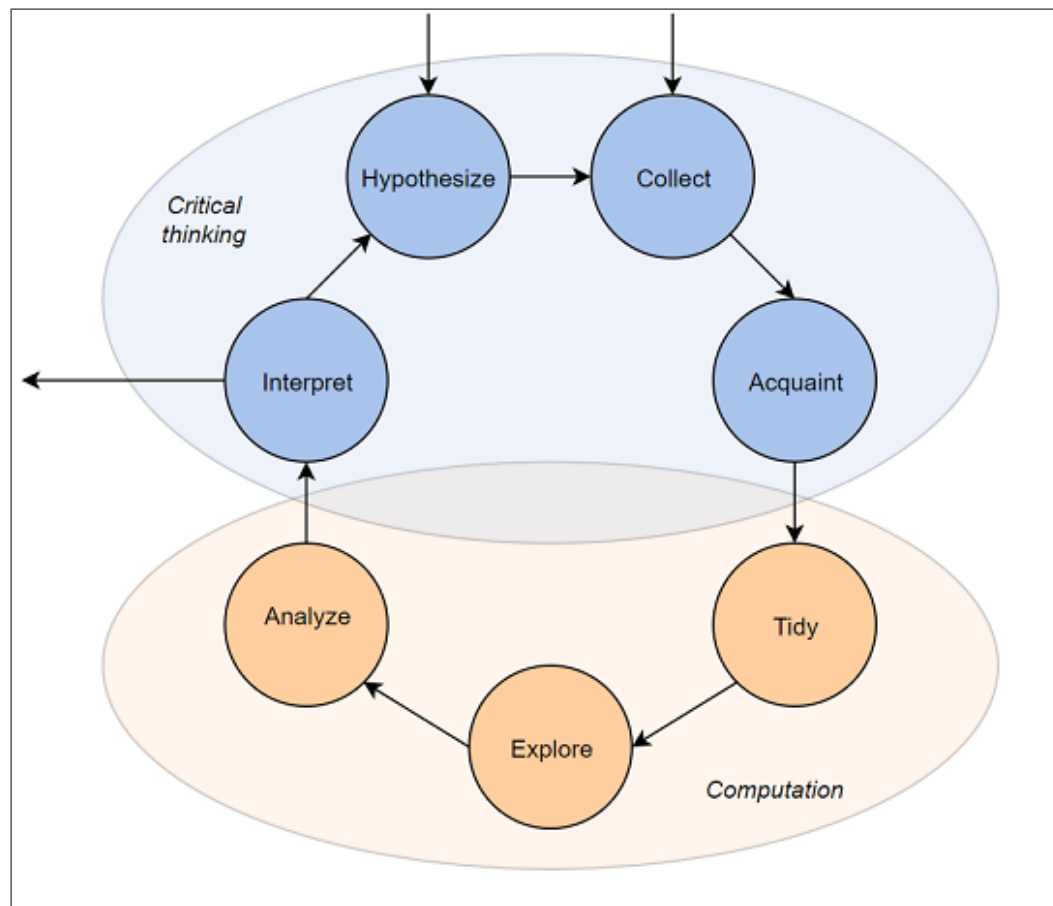 Hypothesize
Collect
Critical
thinking
Interpret
Acquaint
Analyze
Tidy
Explore
Computation